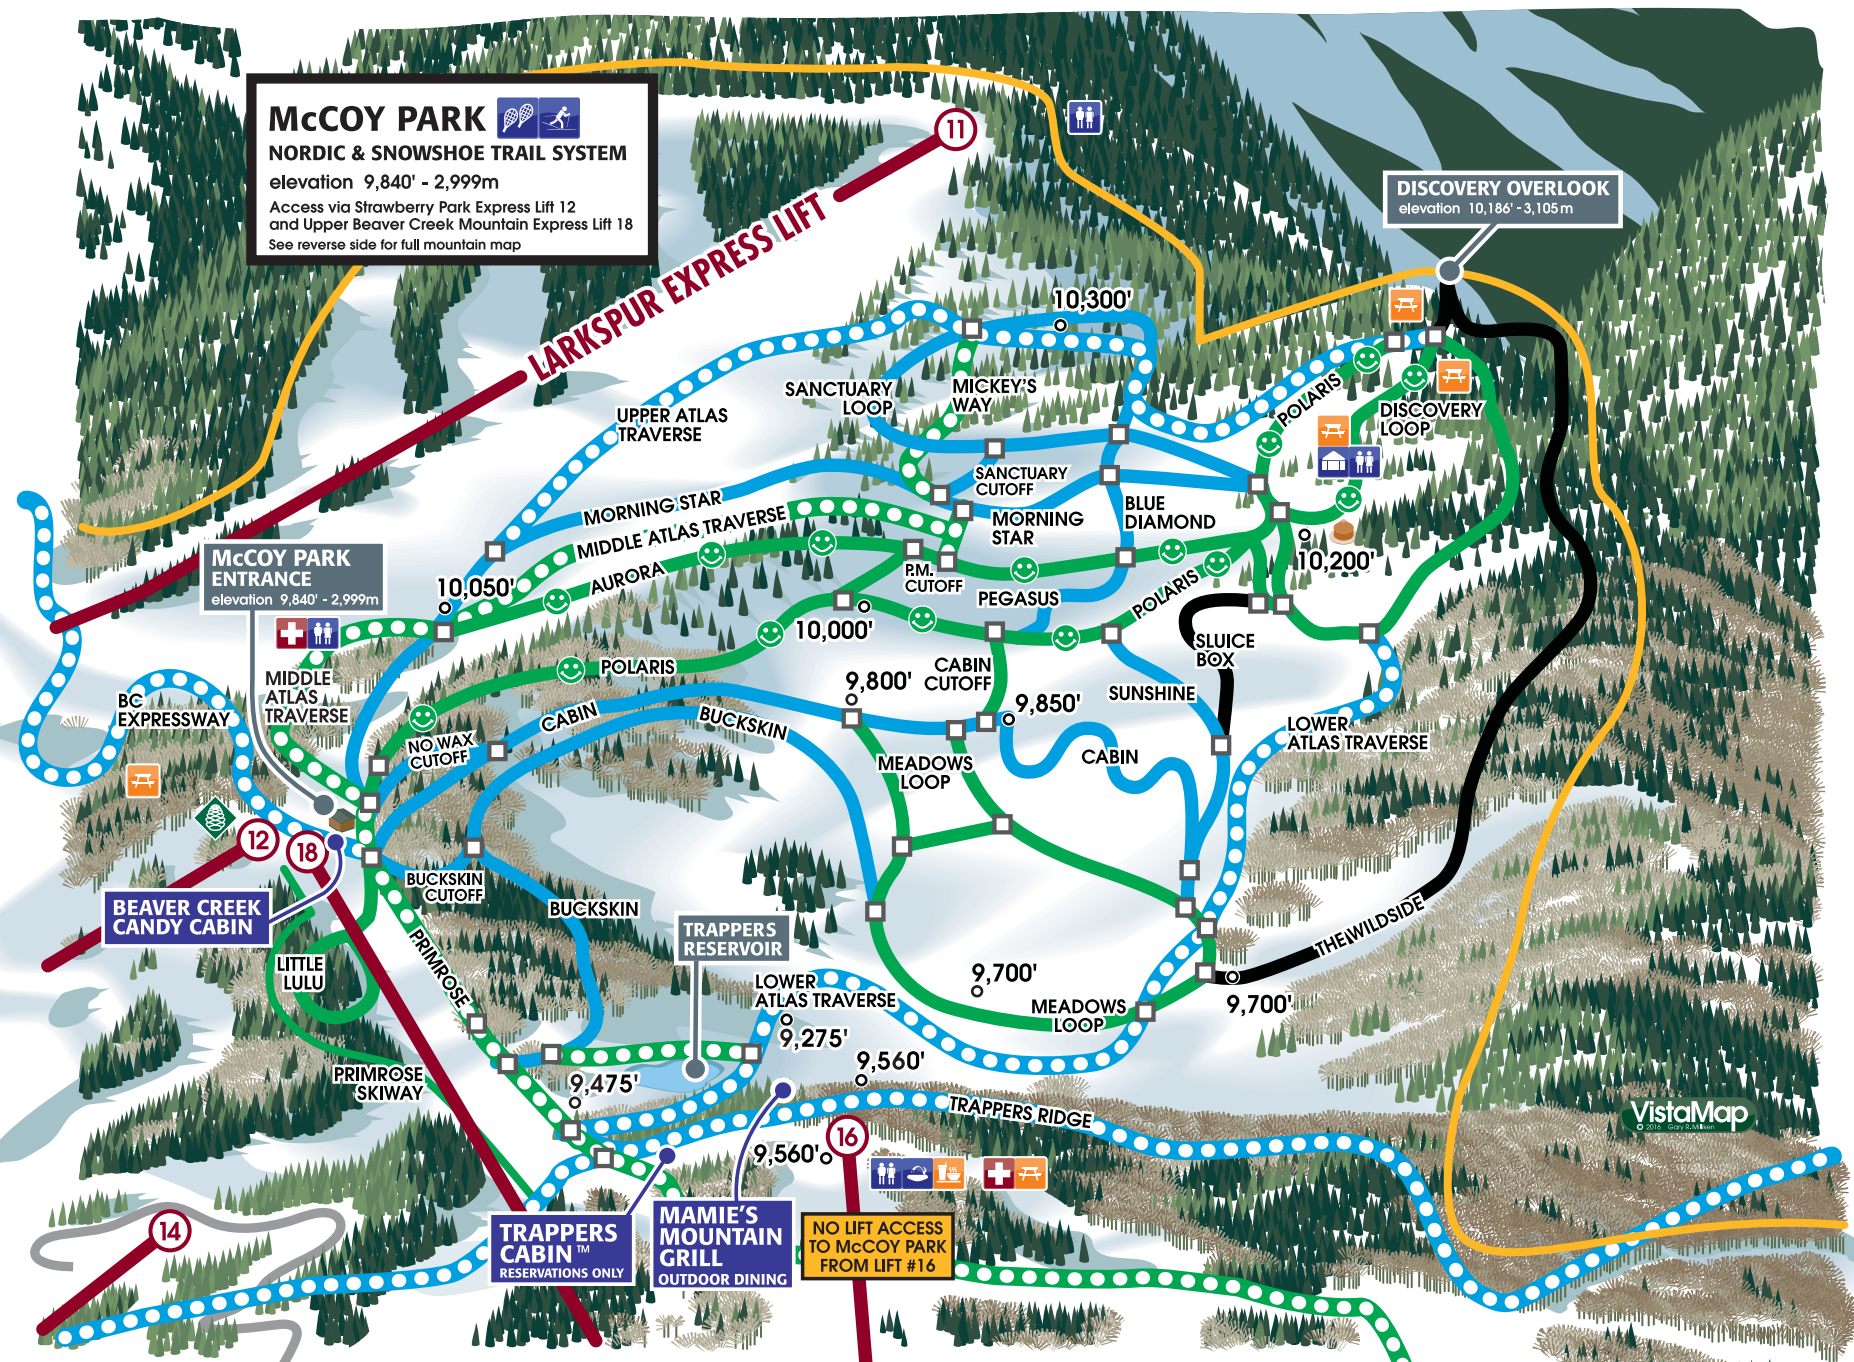 McCOY PARK
NORDIC & SNOWSHOE TRAIL SYSTEM
elevation 9,840' - 2,999m
Access via Strawberry Park Express Lift 12
and Upper Beaver Creek Mountain Express Lift 18
See reverse side for full mountain map
11
LARKSPUR EXPRESS LIFT
DISCOVERY OVERLOOK
elevation 10,186' - 3,105m
10,300'
SANCTUARY
LOOP
MICKEY'S
WAY
UPPER ATLAS
TRAVERSE
POLARIS
DISCOVERY
LOOP
SANCTUARY
CUTOFF
MORNING STAR
MIDDLE ATLAS TRAVERSE
MORNING
STAR
BLUE
DIAMOND
10,200'
McCOY PARK
ENTRANCE
elevation 9,840' - 2,999m
10,050'
AURORA
P.M.
CUTOFF
PEGASUS
POLARIS
10,000'
SLUICE
BOX
POLARIS
CABIN
CUTOFF
MIDDLE
ATLAS
TRAVERSE
BC
EXPRESSWAY
9,800'
9,850'
SUNSHINE
CABIN
BUCKSKIN
NO WAX
CUTOFF
LOWER
ATLAS TRAVERSE
MEADOWS
LOOP
CABIN
12
18
BUCKSKIN
CUTOFF
BEAVER CREEK
CANDY CABIN
BUCKSKIN
TRAPPERS
RESERVOIR
THE WILDSIDE
PRIMROSE
LITTLE
LULU
9,700'
LOWER
ATLAS TRAVERSE
MEADOWS
LOOP
9,700'
9,275'
PRIMROSE
SKIWAY
9,475'
9,560'
TRAPPERS RIDGE
VistaMap
© 2016 Gary R. Milliken
16
9,560'
14
TRAPPERS
CABIN™
RESERVATIONS ONLY
MAMIE'S
MOUNTAIN
GRILL
OUTDOOR DINING
NO LIFT ACCESS
TO McCOY PARK
FROM LIFT #16